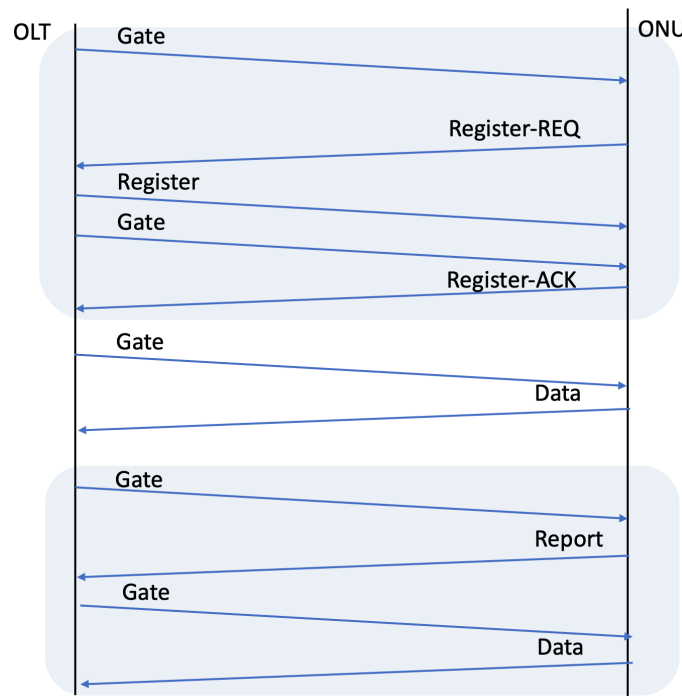 OLT
ONU
Gate
Register-REQ
Register
Gate
Register-ACK
Gate
Data
Gate
Report
Gate
Data